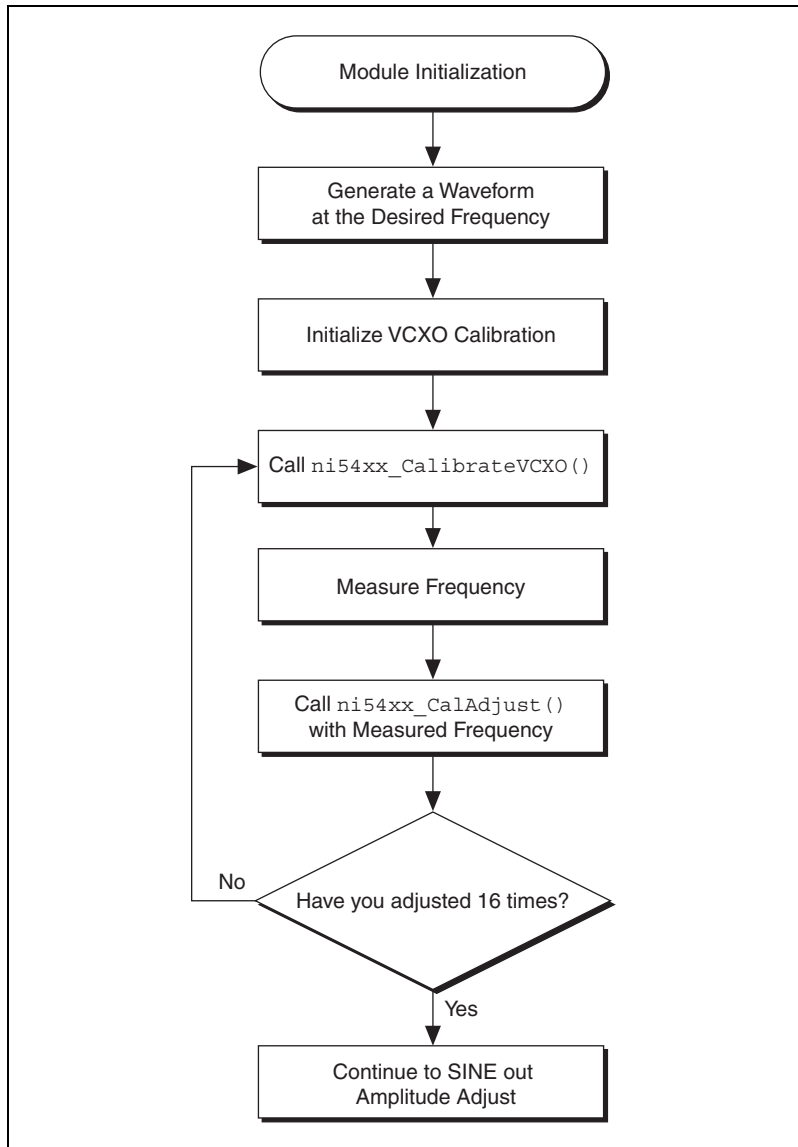 Module Initialization
Generate a Waveform
at the Desired Frequency
Initialize VCXO Calibration
Call ni54xx_CalibrateVCXO()
Measure Frequency
Call ni54xx_CalAdjust()
with Measured Frequency
No
Have you adjusted 16 times?
Yes
Continue to SINE out
Amplitude Adjust